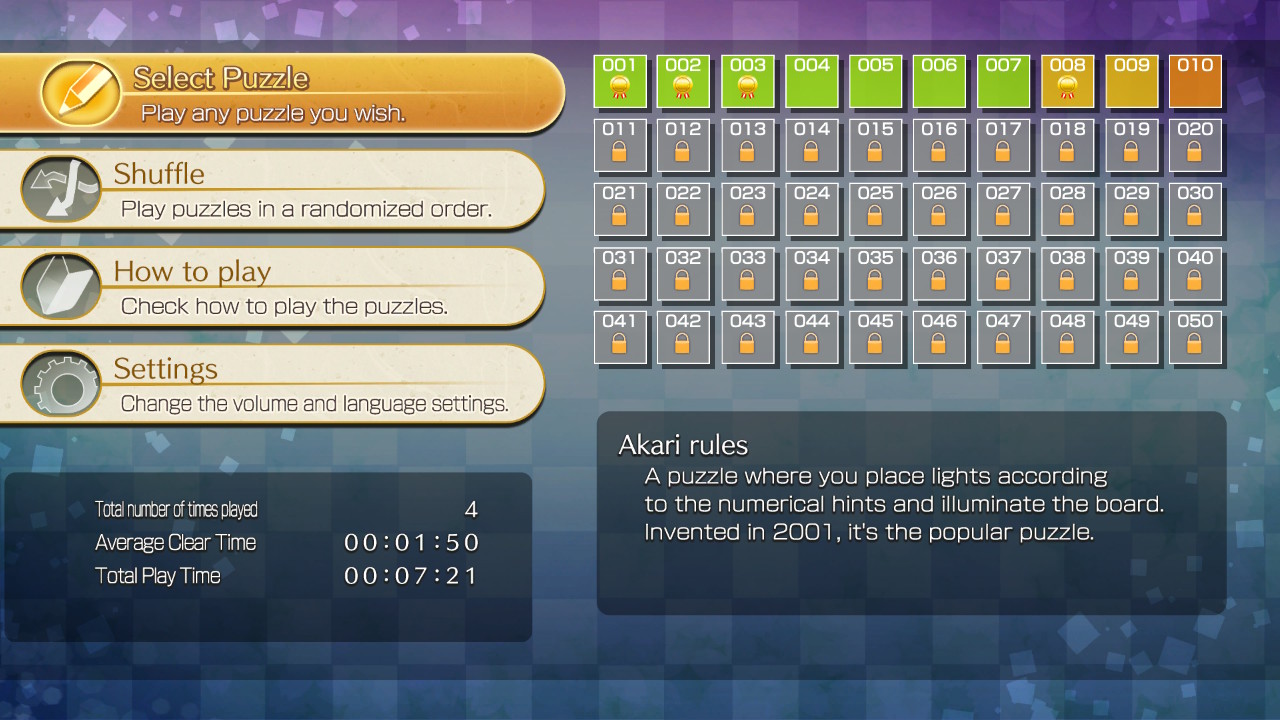 Select Puzzle
Play any puzzle you wish.
Shuffle
Play puzzles in a randomized order.
How to play
Check how to play the puzzles.
Settings
Change the volume and language settings.
Total number of times played 4
Average Clear Time 00:01:50
Total Play Time 00:07:21
001 002 003 004 005 006 007 008 009 010
011 012 013 014 015 016 017 018 019 020
021 022 023 024 025 026 027 028 029 030
031 032 033 034 035 036 037 038 039 040
041 042 043 044 045 046 047 048 049 050
Akari rules
A puzzle where you place lights according
to the numerical hints and illuminate the board.
Invented in 2001, it's the popular puzzle.